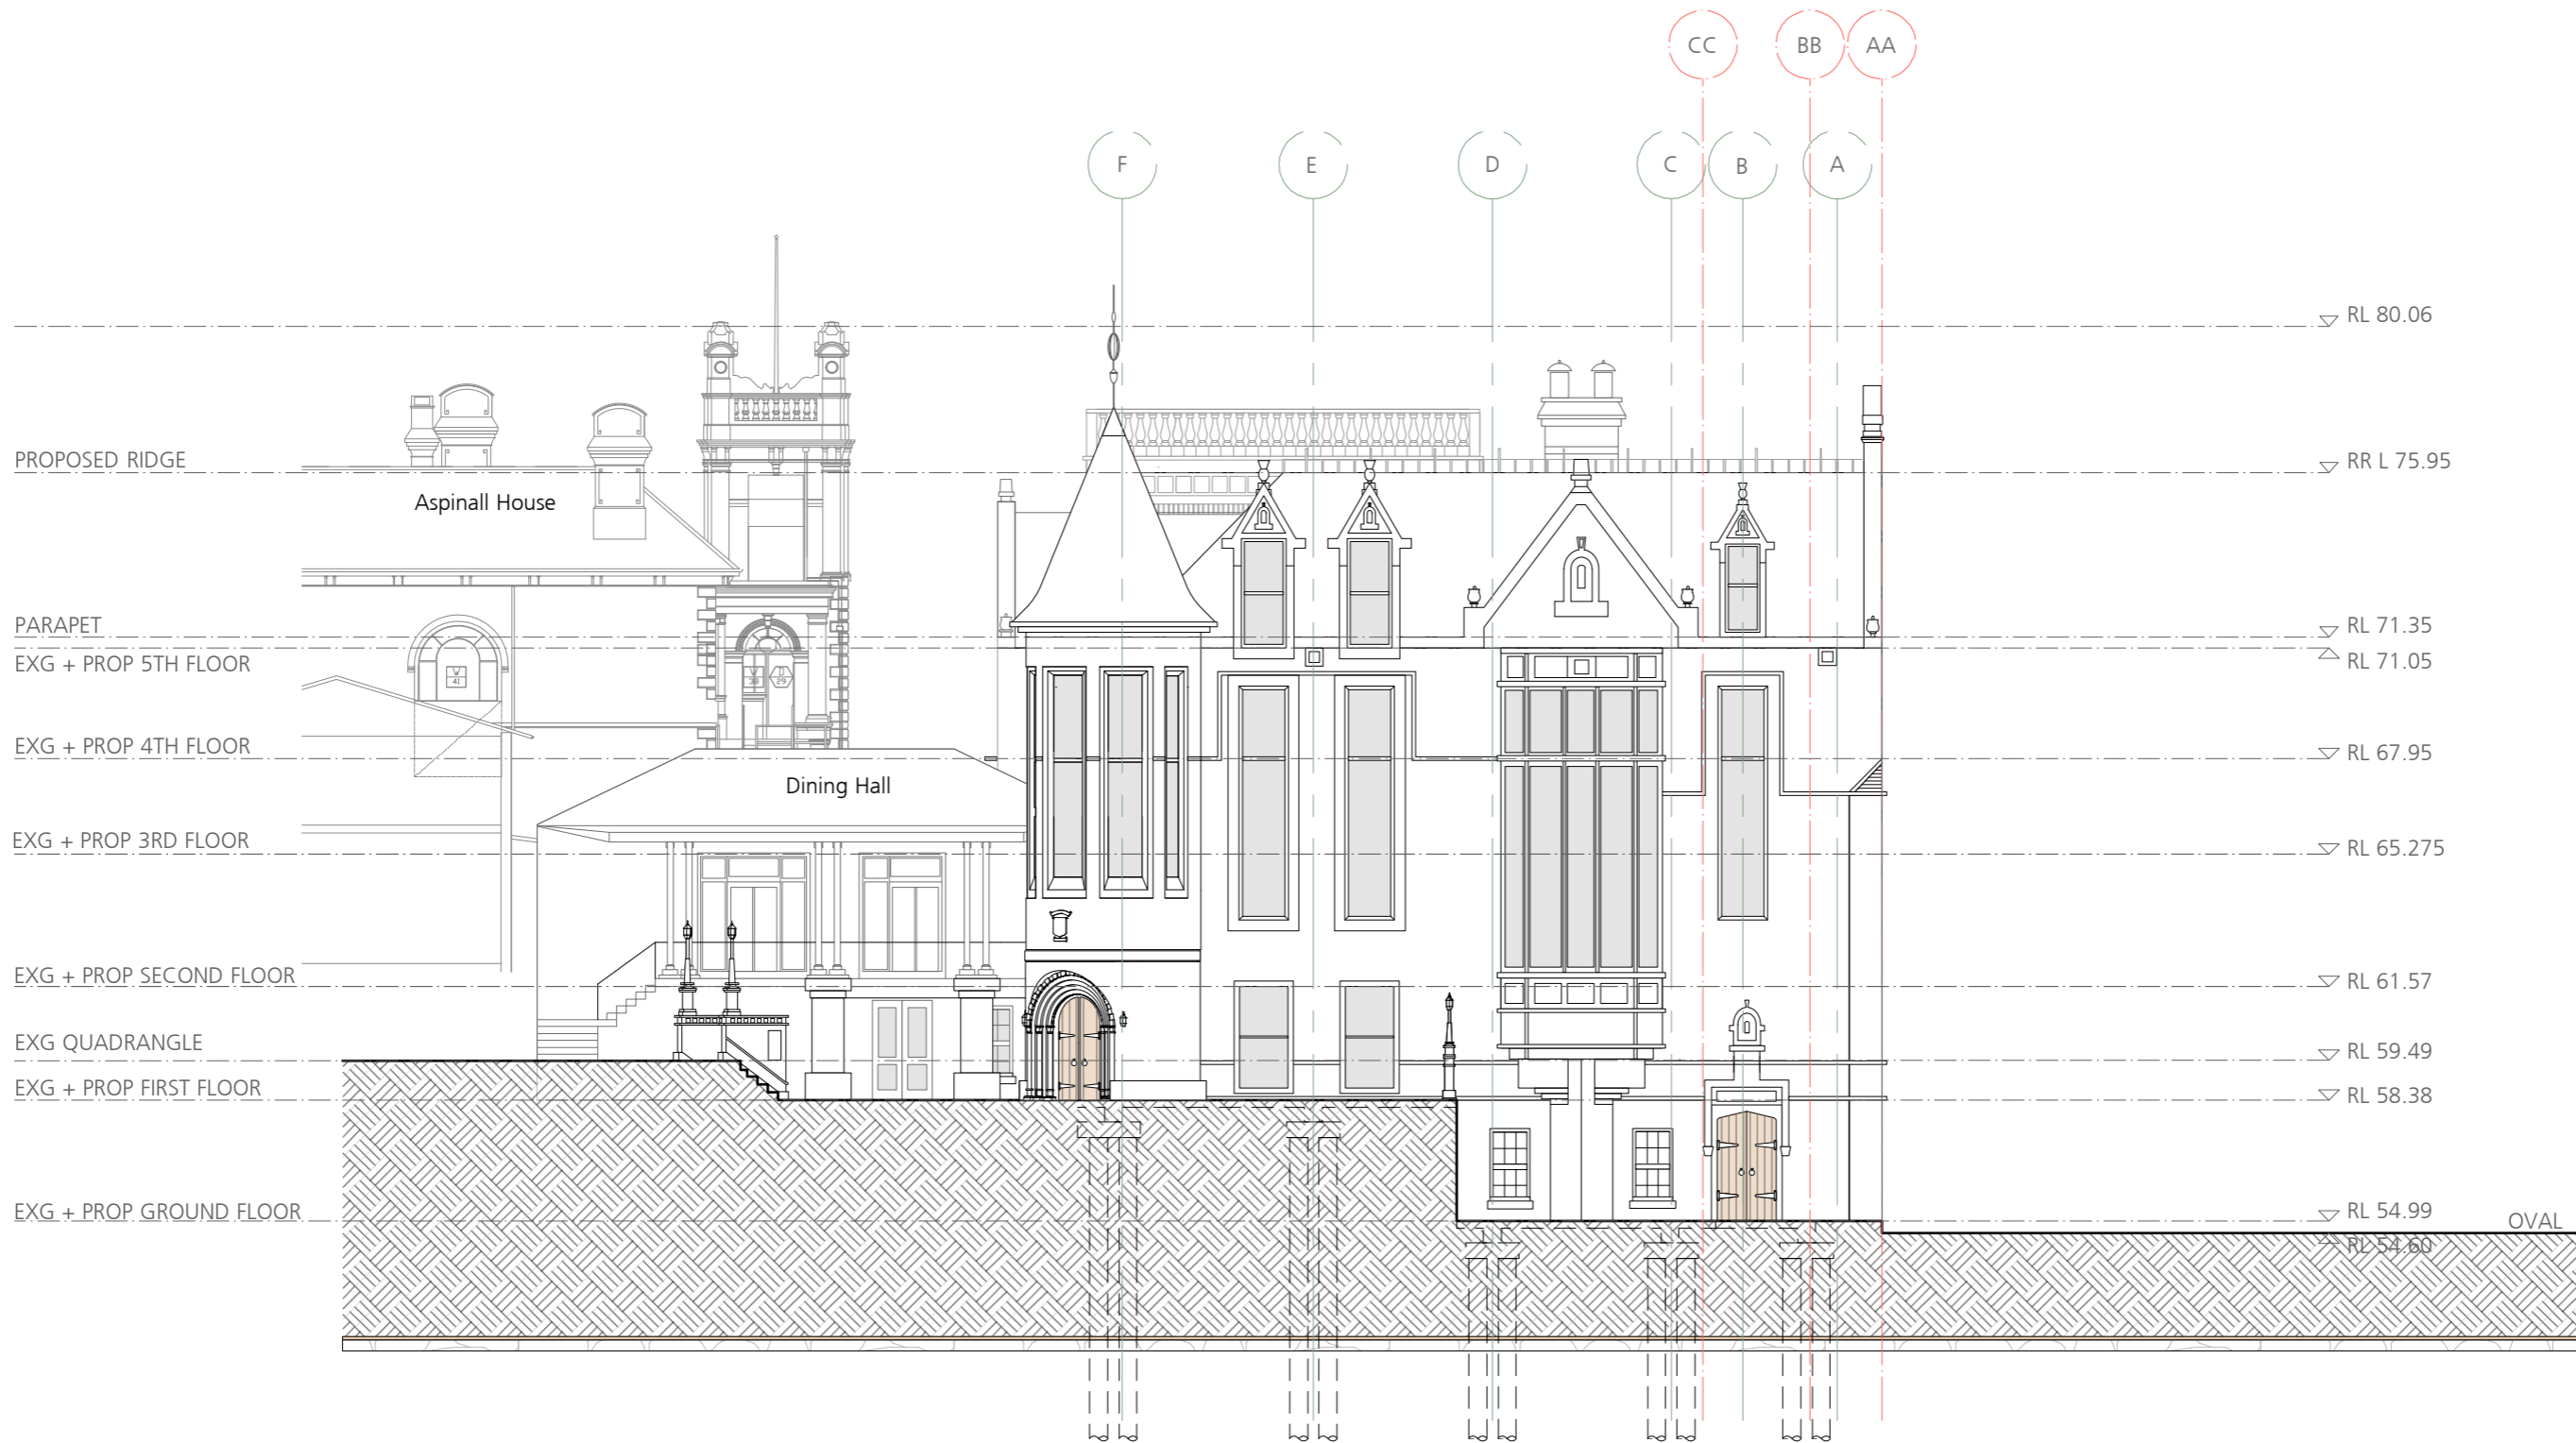 CC BB AA
F E D C B A
RL 80.06
PROPOSED RIDGE RR L 75.95
Aspinall House
PARAPET RL 71.35
EXG + PROP 5TH FLOOR RL 71.05
W 41
W 38
D 29
EXG + PROP 4TH FLOOR RL 67.95
Dining Hall
EXG + PROP 3RD FLOOR RL 65.275
EXG + PROP SECOND FLOOR RL 61.57
EXG QUADRANGLE RL 59.49
EXG + PROP FIRST FLOOR RL 58.38
EXG + PROP GROUND FLOOR RL 54.99
OVAL
RL 54.60